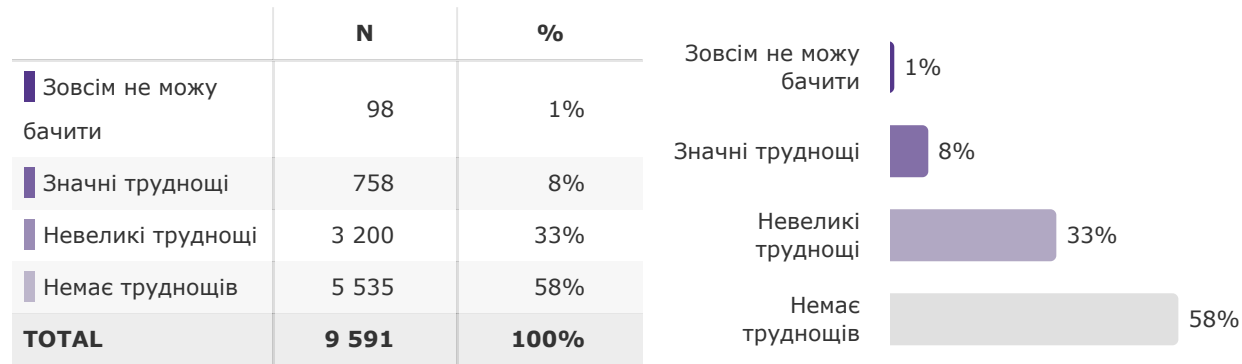 N %
Зовсім не можу
бачити
98 1%
Значні труднощі 758 8%
Невеликі труднощі 3 200 33%
Немає труднощів 5 535 58%
TOTAL 9 591 100%
Зовсім не можу
бачити
1%
Значні труднощі
8%
Невеликі
труднощі
33%
Немає
труднощів
58%